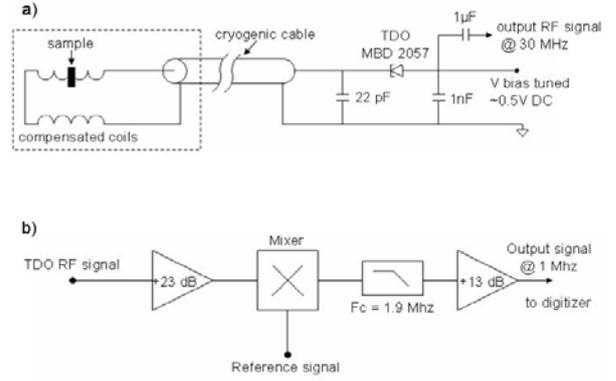 a)
sample
cryogenic cable
compensated coils
TDO
MBD 2057
22 pF
1µF
1nF
output RF signal
@ 30 MHz
V bias tuned
~0.5V DC
b)
TDO RF signal
+23 dB
Mixer
Reference signal
Fc = 1.9 Mhz
+13 dB
Output signal
@ 1 Mhz
to digitizer